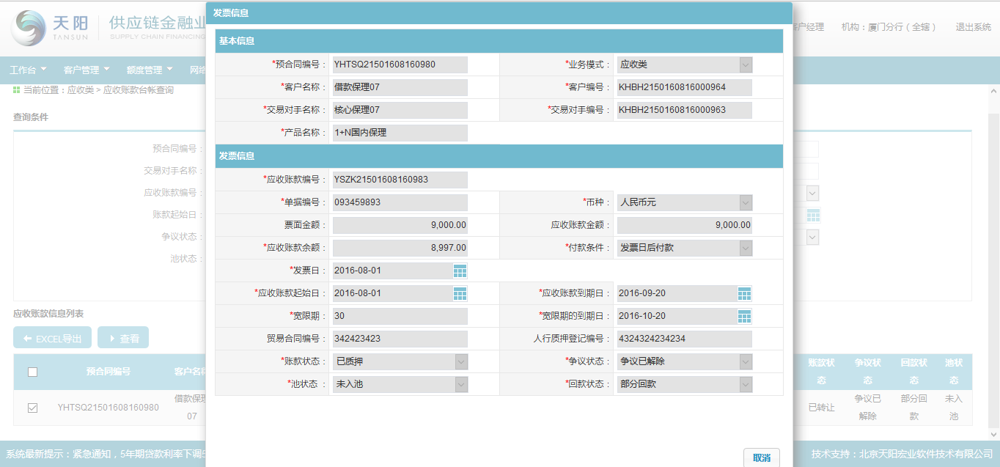 天阳
TANSUN
供应链金融业
SUPPLY CHAIN FINANCING
客户经理 机构：厦门分行（全辖） 退出系统
工作台 客户管理 额度管理 网络
当前位置：应收类 > 应收账款台帐查询
查询条件
预合同编号：
交易对手名称：
应收账款编号：
账款起始日：
争议状态：
池状态：
应收账款信息列表
EXCEL导出 查看
预合同编号 客户名称
YHTSQ21501608160980 借款保理
07
发票信息
基本信息
*预合同编号： YHTSQ21501608160980 *业务模式： 应收类
*客户名称： 借款保理07 *客户编号： KHBH2150160816000964
*交易对手名称： 核心保理07 *交易对手编号： KHBH2150160816000963
*产品名称： 1+N国内保理
发票信息
*应收账款编号： YSZK21501608160983
*单据编号： 093459893 *币种： 人民币元
票面金额： 9,000.00 应收账款金额： 9,000.00
*应收账款余额： 8,997.00 *付款条件： 发票日后付款
*发票日： 2016-08-01
*应收账款起始日： 2016-08-01 *应收账款到期日： 2016-09-20
*宽限期： 30 *宽限期的到期日： 2016-10-20
贸易合同编号： 342423423 人行质押登记编号： 4324324234234
*账款状态： 已质押 *争议状态： 争议已解除
*池状态 ： 未入池 *回款状态： 部分回款
取消
账款状 争议状 回款状 池状
态 态 态 态
已转让 争议已 部分回 未入
解除 款 池
系统最新提示：紧急通知，5年期贷款利率下调5
技术支持：北京天阳宏业软件技术有限公司